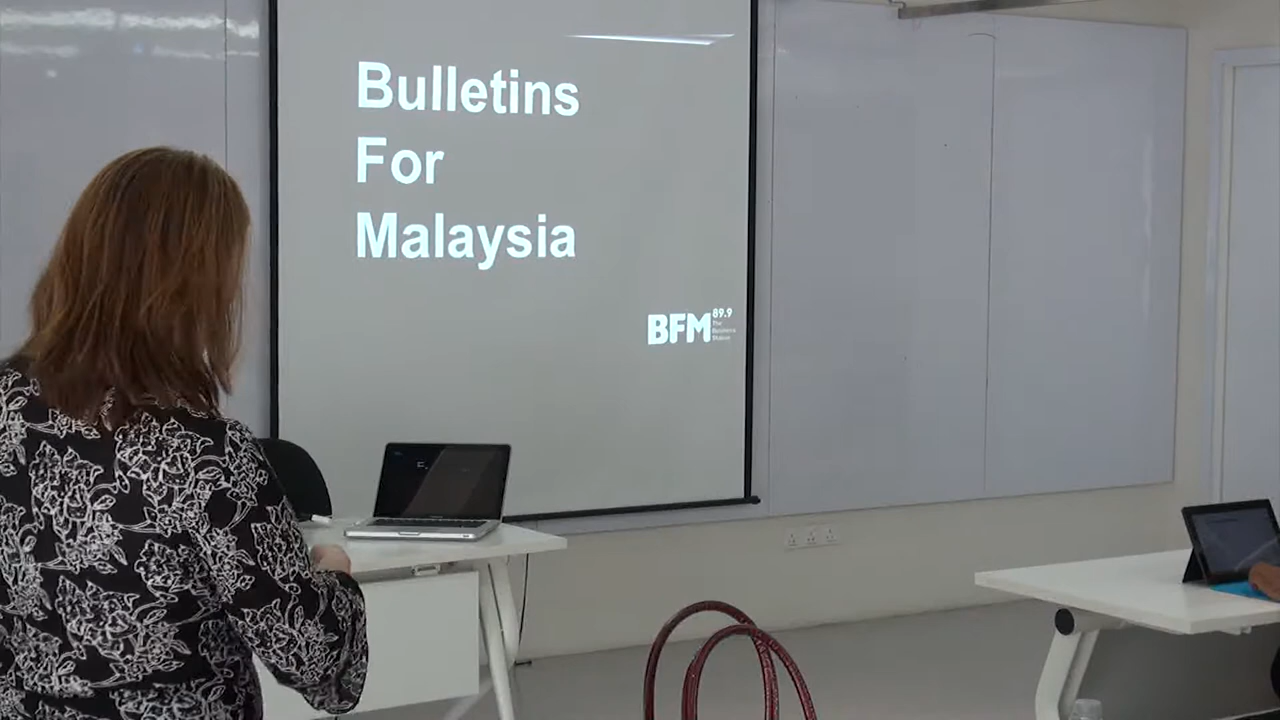 Bulletins
For
Malaysia
BFM 89.9
The
Business
Station